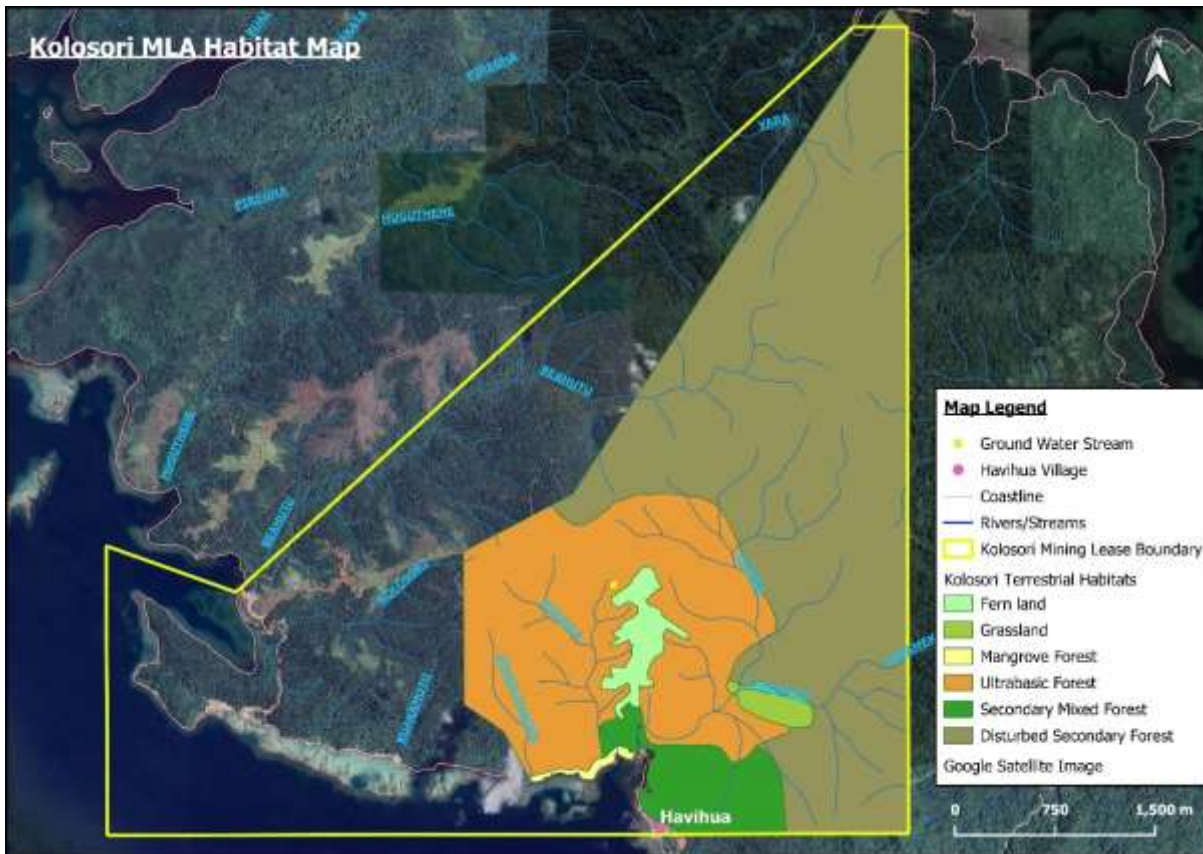 Kolosori MLA Habitat Map
N
YARA
HUGUTHEHE
Havihua
Map Legend
Ground Water Stream
Havihua Village
Coastline
Rivers/Streams
Kolosori Mining Lease Boundary
Kolosori Terrestrial Habitats
Fern land
Grassland
Mangrove Forest
Ultrabasic Forest
Secondary Mixed Forest
Disturbed Secondary Forest
Google Satellite Image
0 750 1,500 m